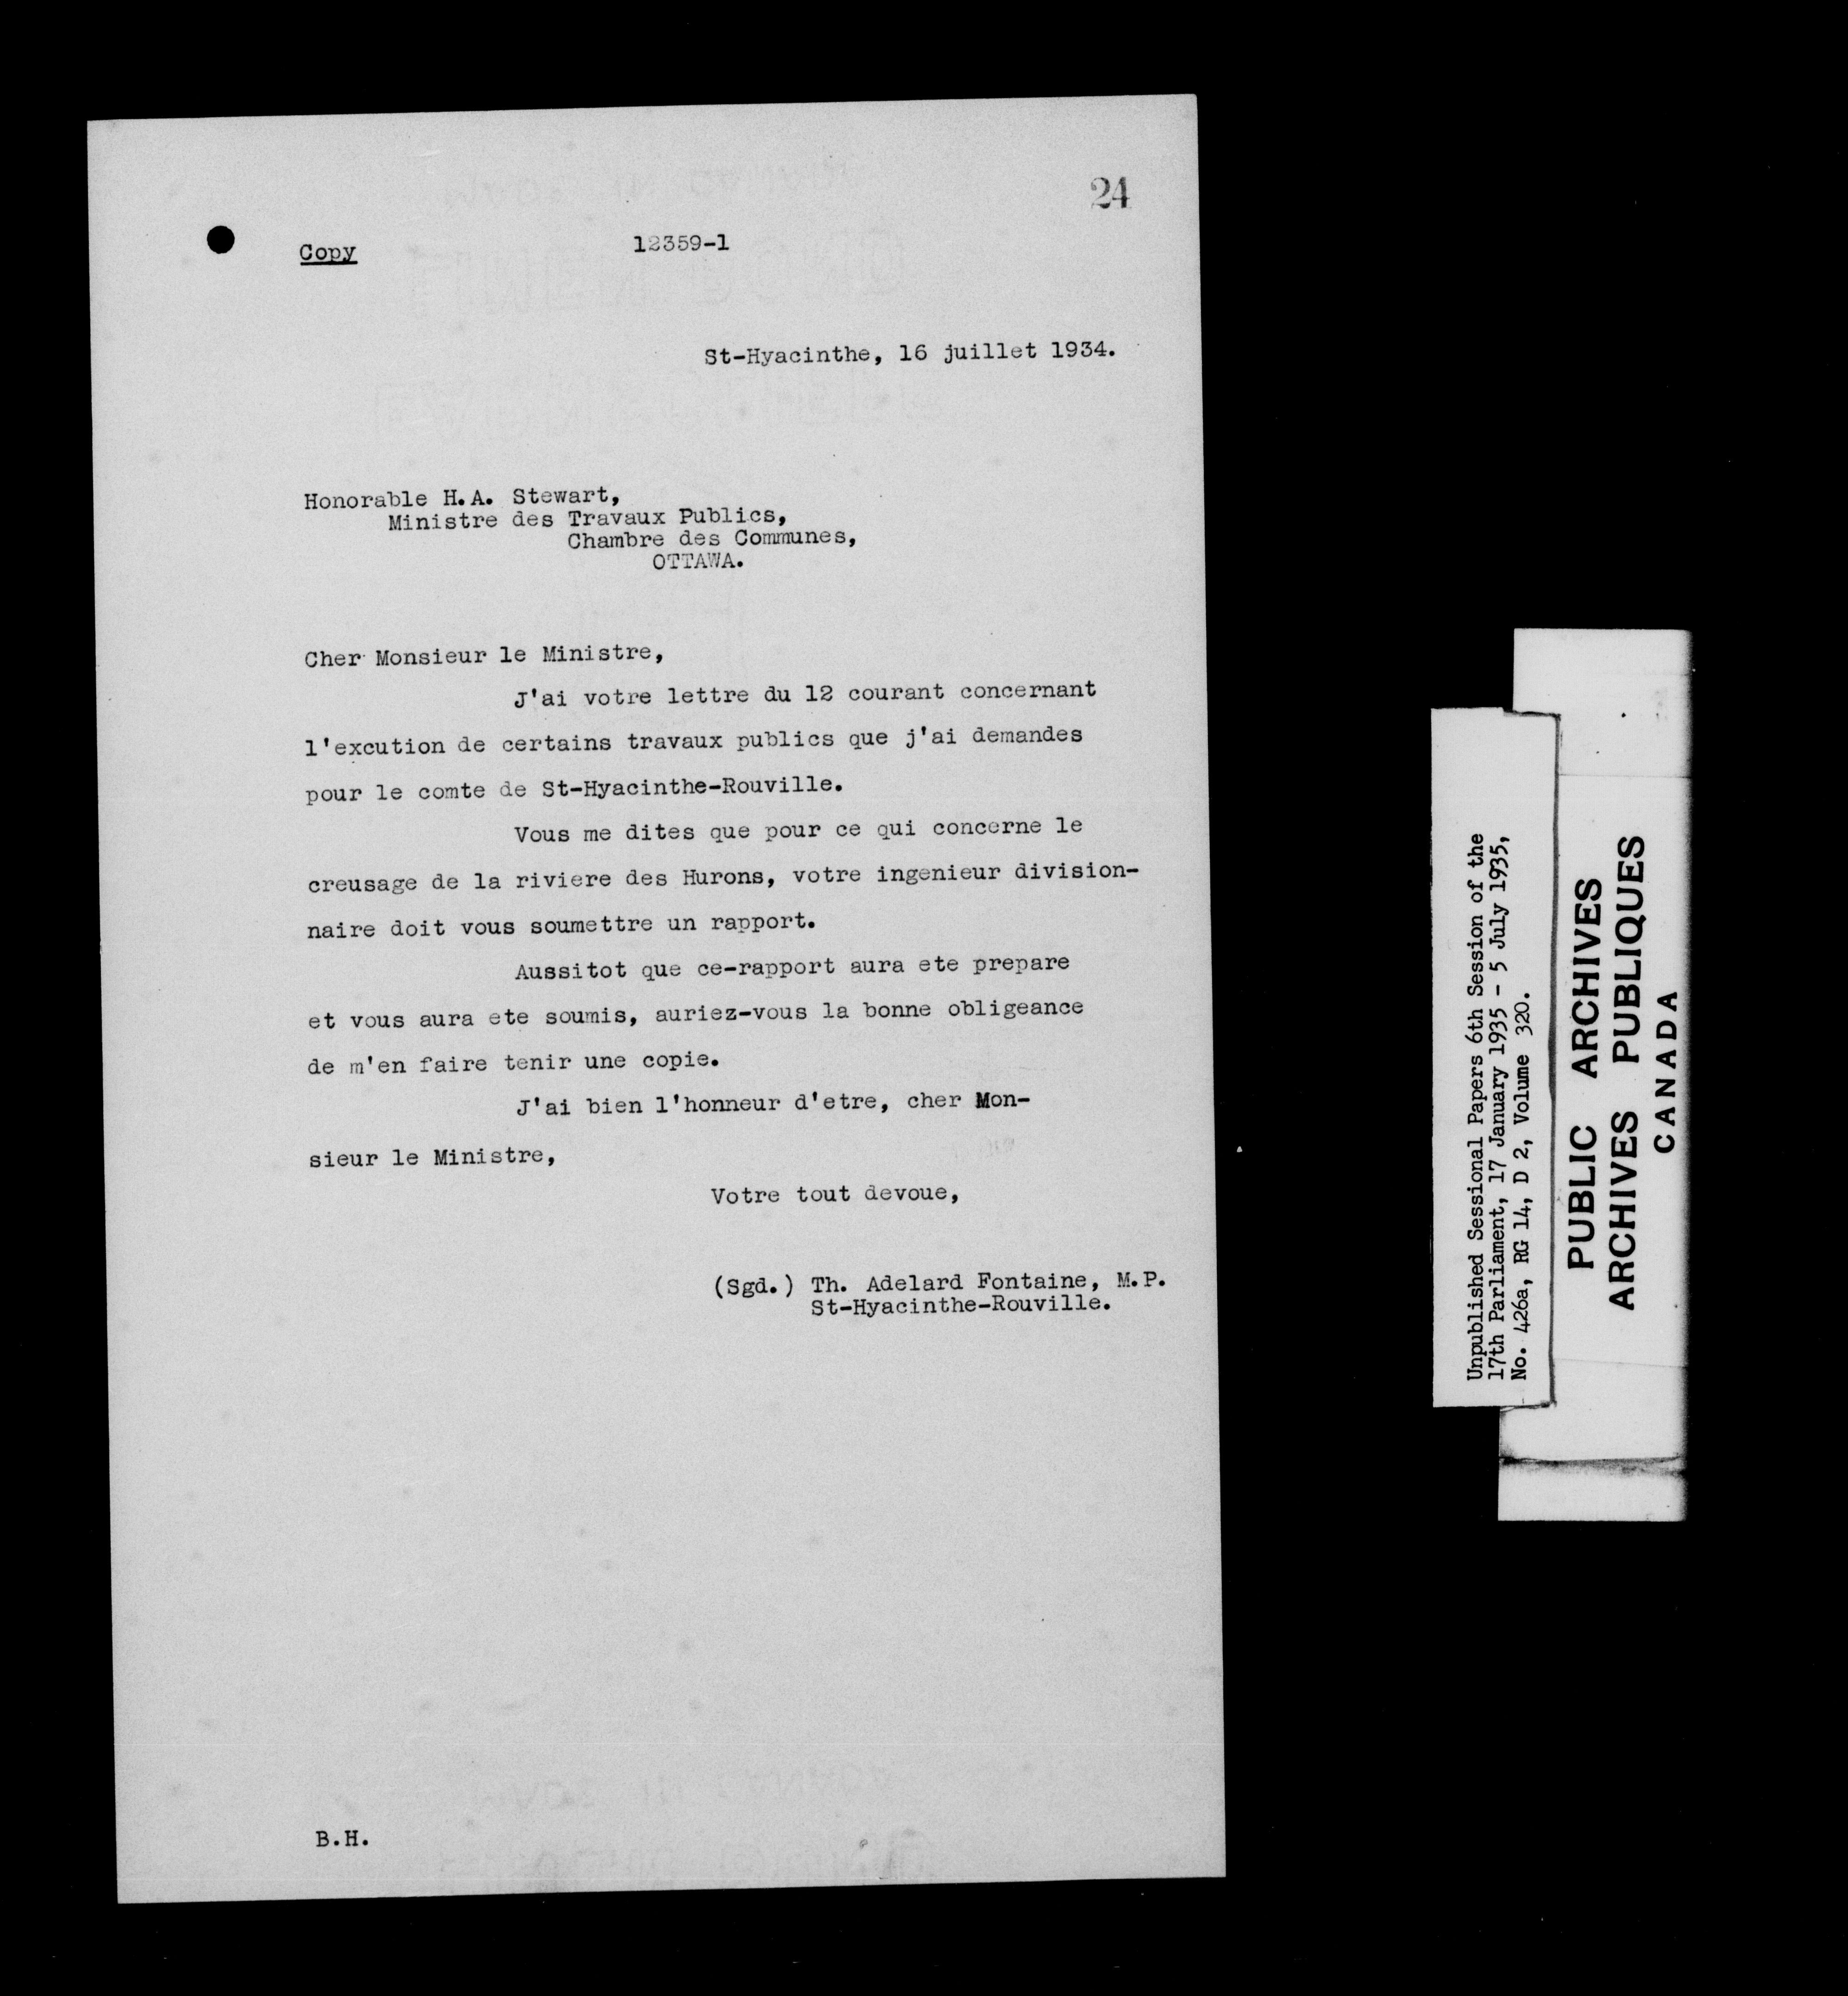 24
Copy
12359-1
St-Hyacinthe, 16 juillet 1934.
Honorable H.A. Stewart,
Ministre des Travaux Publics,
Chambre des Communes,
OTTAWA.
Cher Monsieur le Ministre,
J'ai votre lettre du 12 courant concernant
l'excution de certains travaux publics que j'ai demandes
pour le comte de St-Hyacinthe-Rouville.
Vous me dites que pour ce qui concerne le
creusage de la riviere des Hurons, votre ingenieur division-
naire doit vous soumettre un rapport.
Aussitot que ce-rapport aura ete prepare
et vous aura ete soumis, auriez-vous la bonne obligeance
de m'en faire tenir une copie.
J'ai bien l'honneur d'etre, cher Mon-
sieur le Ministre,
Votre tout devoue,
(Sgd.) Th. Adelard Fontaine, M.P.
St-Hyacinthe-Rouville.
B.H.
Unpublished Sessional Papers 6th Session of the
17th Parliament, 17 January 1935 - 5 July 1935,
No. 426a, RG 14, D 2, Volume 320.
PUBLIC ARCHIVES
ARCHIVES PUBLIQUES
CANADA